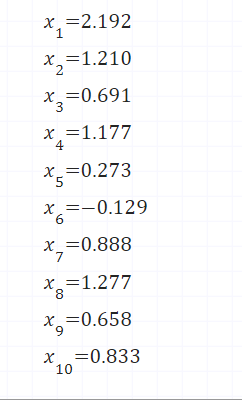 x₁=2.192
x₂=1.210
x₃=0.691
x₄=1.177
x₅=0.273
x₆=−0.129
x₇=0.888
x₈=1.277
x₉=0.658
x₁₀=0.833